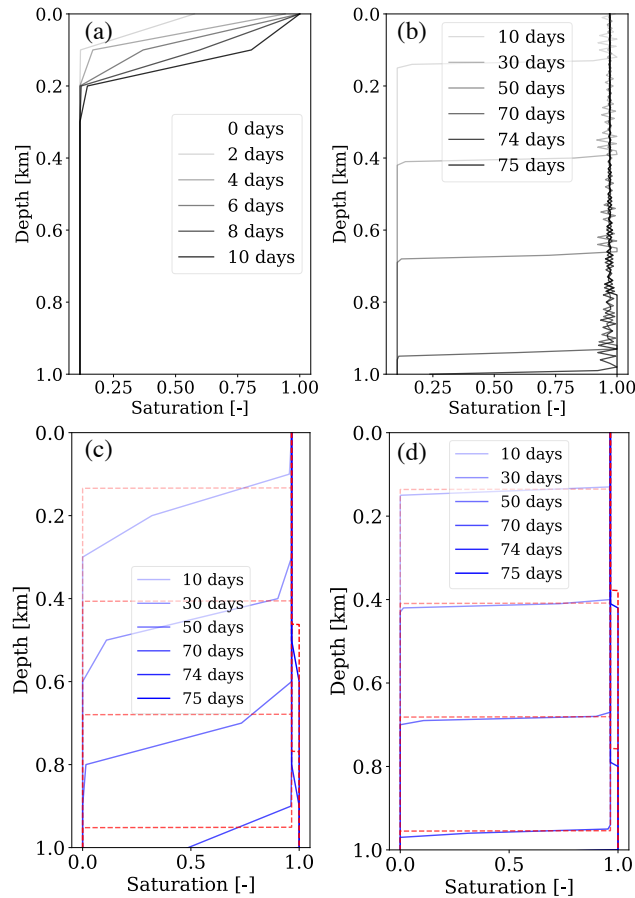 (a)
0.0
0.2
0.4
0.6
0.8
1.0
Depth [km]
0 days
2 days
4 days
6 days
8 days
10 days
0.25
0.50
0.75
1.00
Saturation [-]
(b)
0.0
0.2
0.4
0.6
0.8
1.0
Depth [km]
10 days
30 days
50 days
70 days
74 days
75 days
0.25
0.50
0.75
1.00
Saturation [-]
(c)
0.0
0.2
0.4
0.6
0.8
1.0
Depth [km]
10 days
30 days
50 days
70 days
74 days
75 days
0.0
0.5
1.0
Saturation [-]
(d)
0.0
0.2
0.4
0.6
0.8
1.0
Depth [km]
10 days
30 days
50 days
70 days
74 days
75 days
0.0
0.5
1.0
Saturation [-]